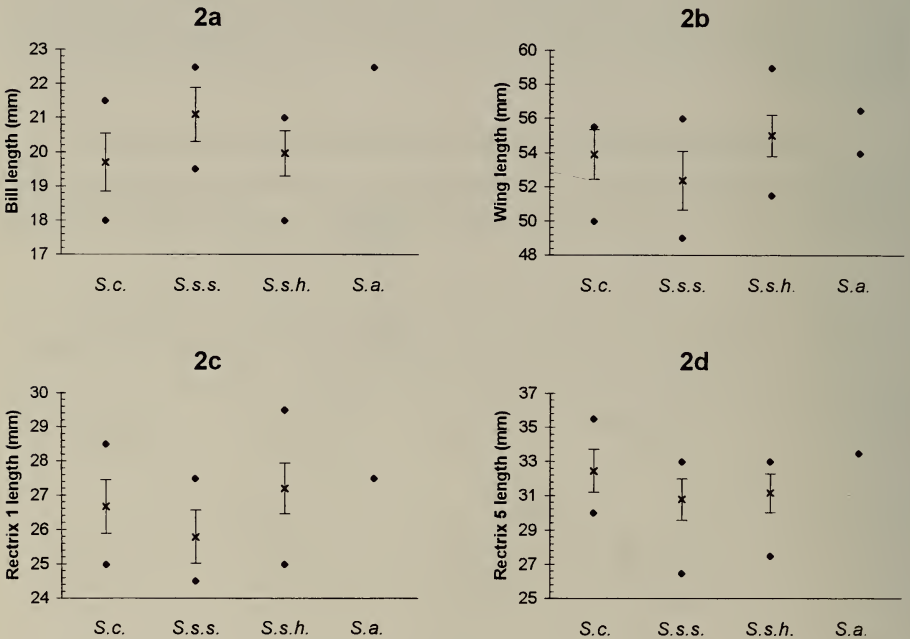 2a
Bill length (mm)
23
22
21
20
19
18
17
S.c. S.s.s. S.s.h. S.a.
2b
Wing length (mm)
60
58
56
54
52
50
48
S.c. S.s.s. S.s.h. S.a.
2c
Rectrix 1 length (mm)
30
29
28
27
26
25
24
S.c. S.s.s. S.s.h. S.a.
2d
Rectrix 5 length (mm)
37
35
33
31
29
27
25
S.c. S.s.s. S.s.h. S.a.